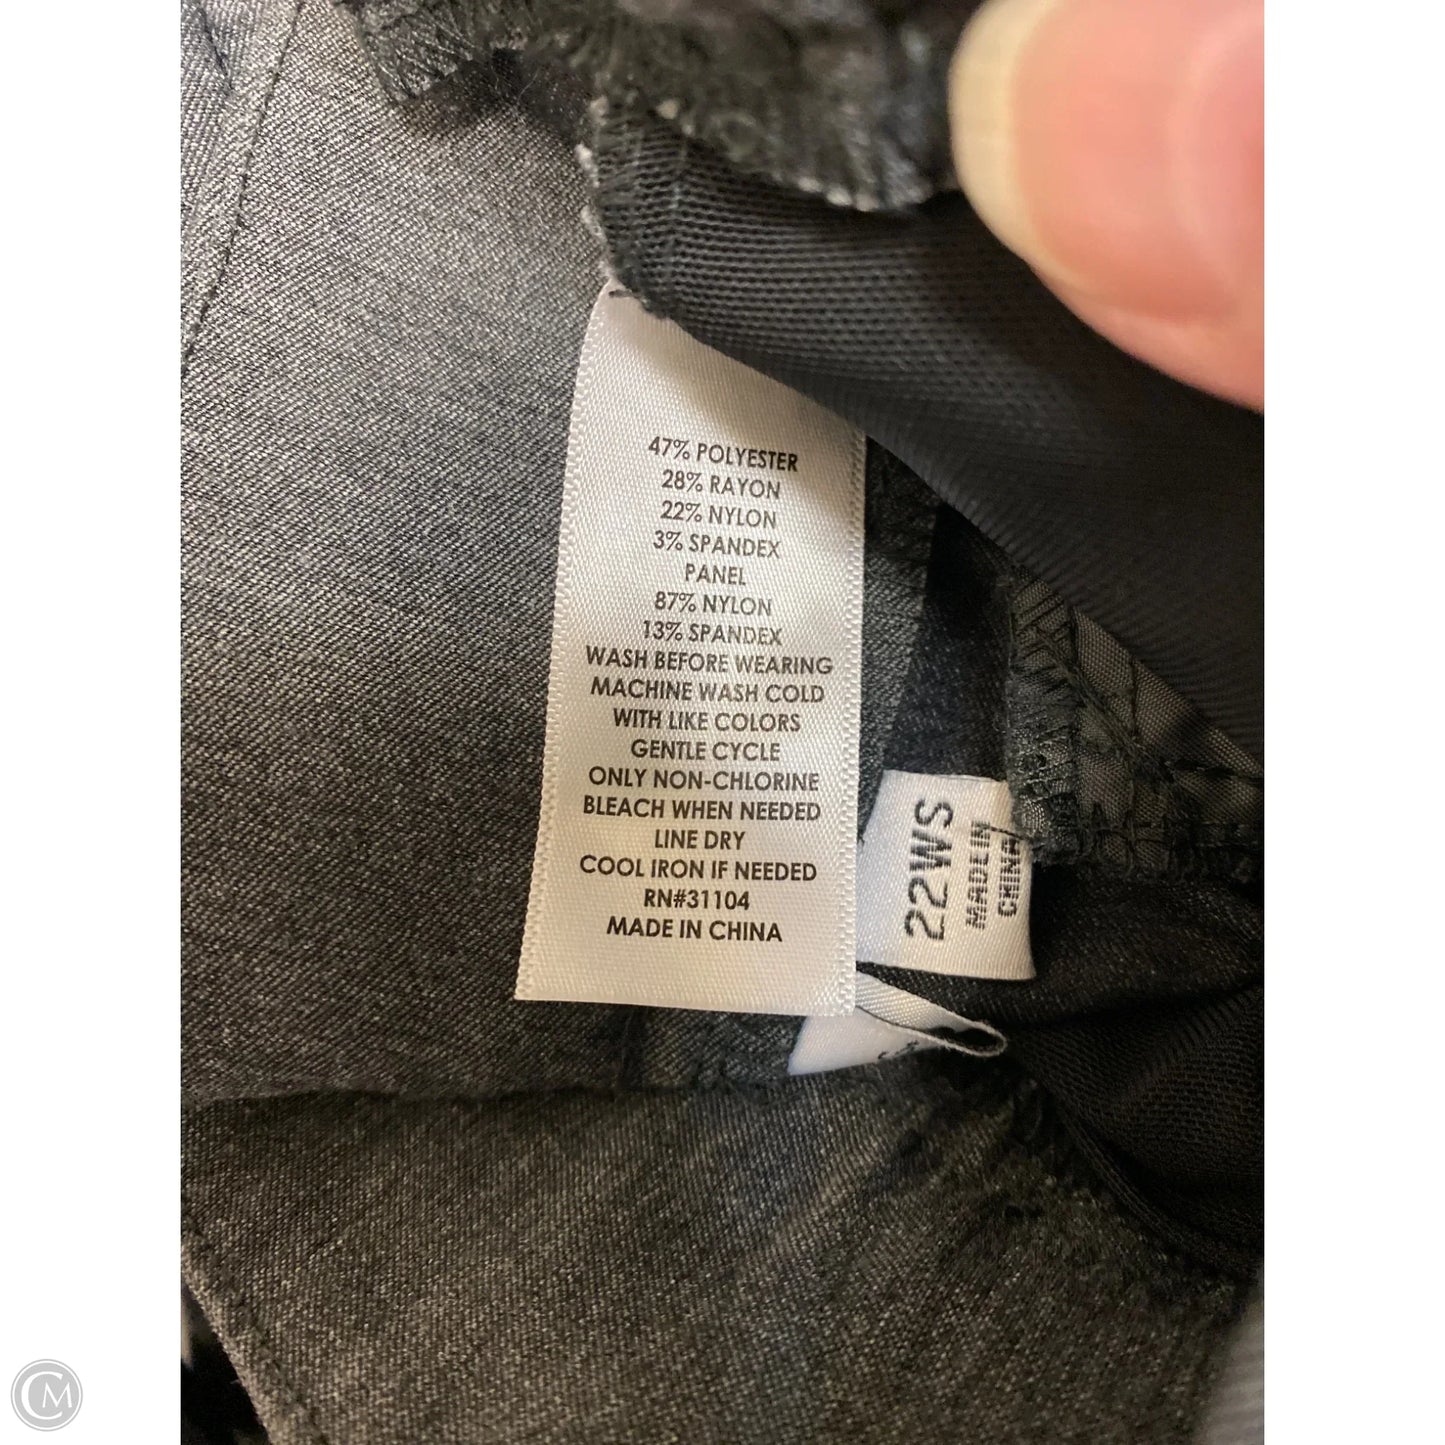 47% POLYESTER
28% RAYON
22% NYLON
3% SPANDEX
PANEL
87% NYLON
13% SPANDEX
WASH BEFORE WEARING
MACHINE WASH COLD
WITH LIKE COLORS
GENTLE CYCLE
ONLY NON-CHLORINE
BLEACH WHEN NEEDED
LINE DRY
COOL IRON IF NEEDED
RN#31104
MADE IN CHINA
22WS
MADE IN
CHINA
CM